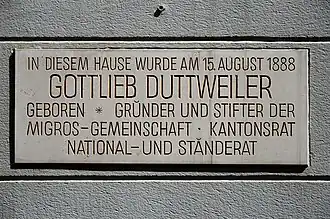 IN DIESEM HAUSE WURDE AM 15. AUGUST 1888
GOTTLIEB DUTTWEILER
GEBOREN * GRÜNDER UND STIFTER DER
MIGROS-GEMEINSCHAFT · KANTONSRAT
NATIONAL- UND STÄNDERAT